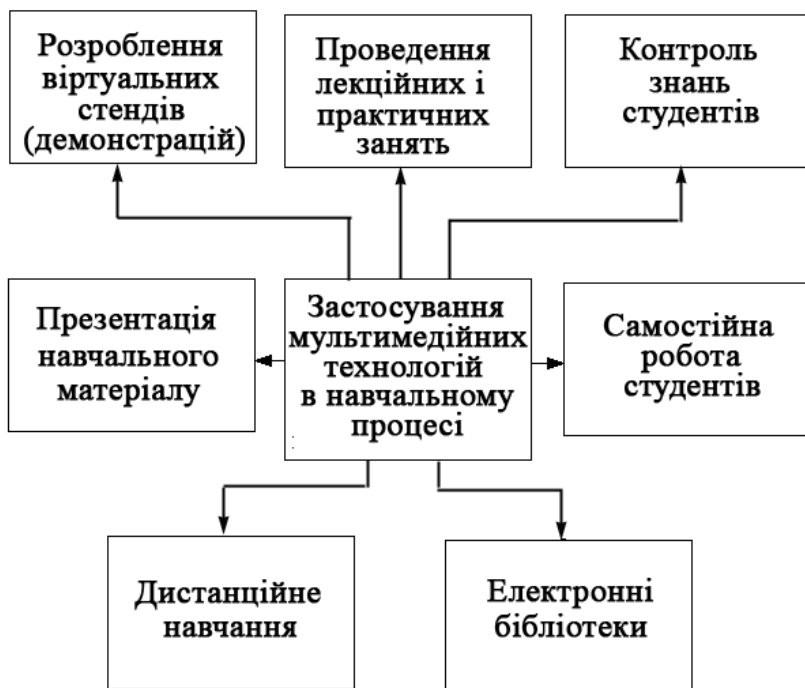 Розроблення
віртуальних
стендів
(демонстрацій)
Проведення
лекційних і
практичних
занять
Контроль
знань
студентів
Презентація
навчального
матеріалу
Застосування
мультимедійних
технологій
в навчальному
процесі
Самостійна
робота
студентів
Дистанційне
навчання
Електронні
бібліотеки